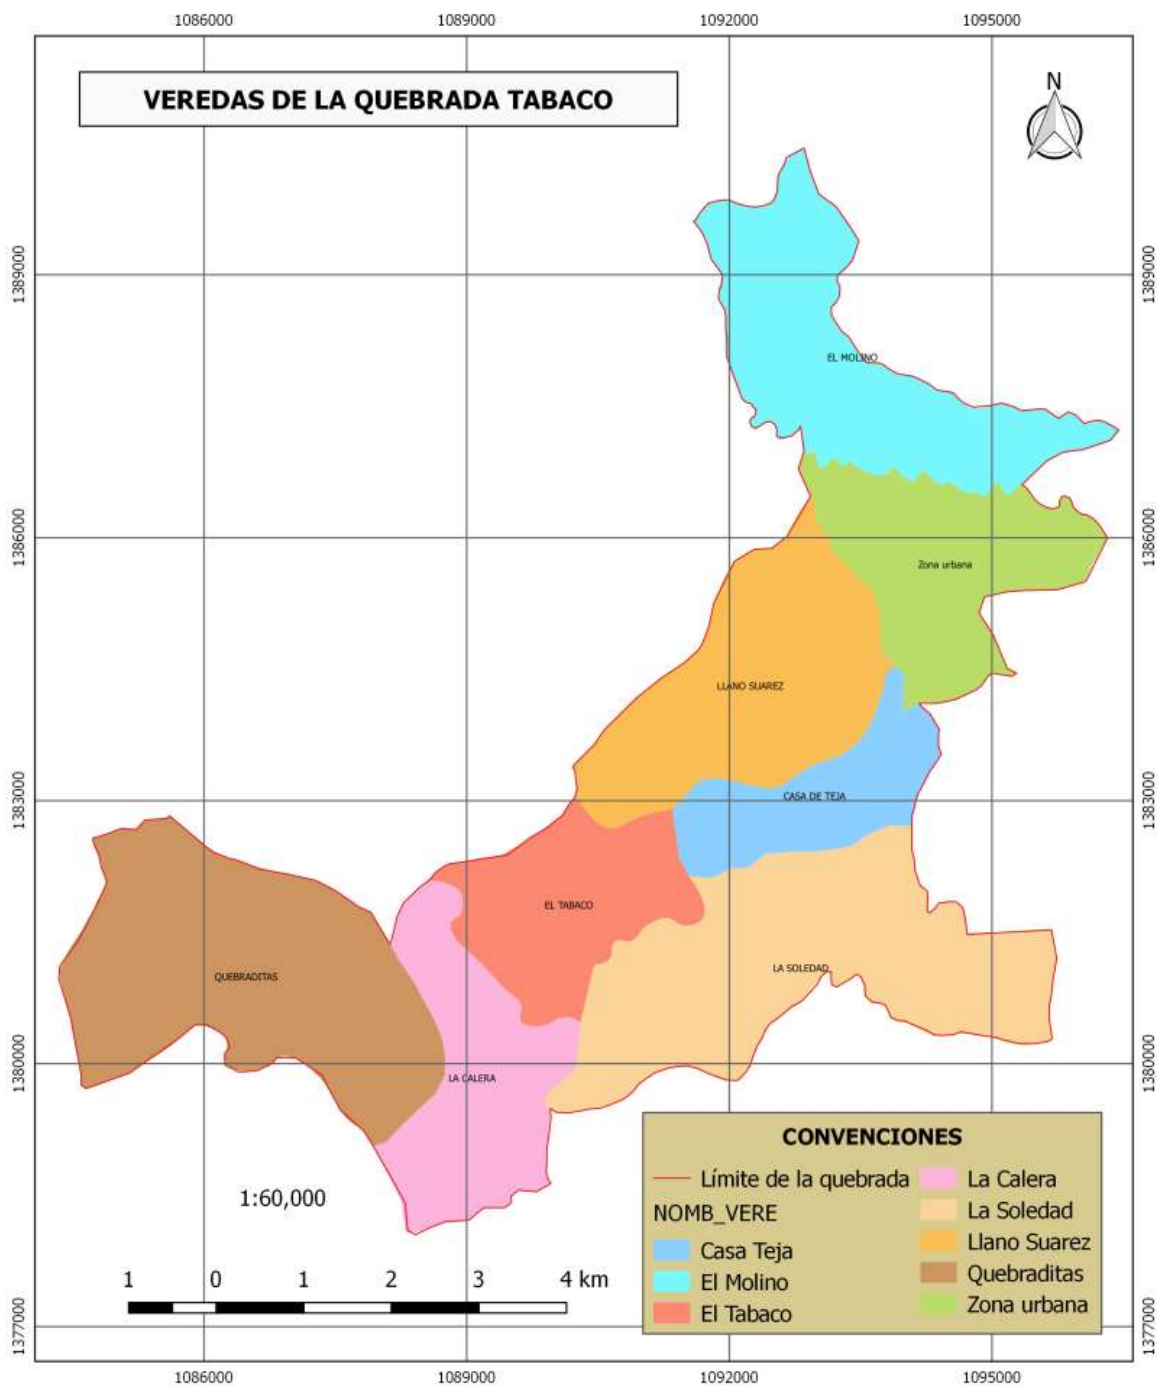 1086000 1089000 1092000 1095000
N
VEREDAS DE LA QUEBRADA TABACO
1389000 1389000
EL MOLINO
1386000 1386000
Zona urbana
LLANO SUAREZ
1383000 1383000
CASA DE TEJA
EL TABACO
QUEBRADITAS
LA SOLEDAD
1380000 1380000
LA CALERA
1:60,000
1 0 1 2 3 4 km
CONVENCIONES
Límite de la quebrada
NOMB_VERE
Casa Teja
El Molino
El Tabaco
La Calera
La Soledad
Llano Suarez
Quebraditas
Zona urbana
1377000 1377000
1086000 1089000 1092000 1095000